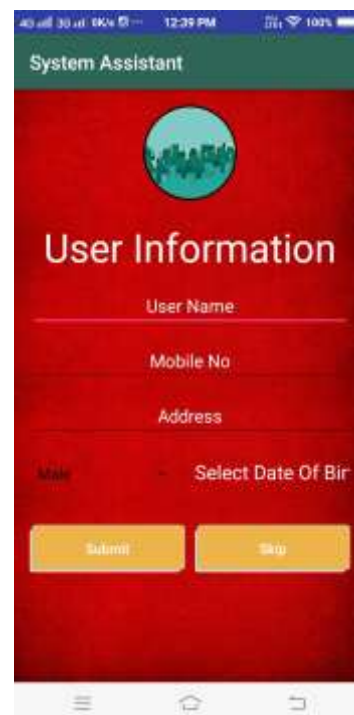 12:39 PM 100%
System Assistant
User Information
User Name
Mobile No
Address
Male Select Date Of Bir
Submit Skip